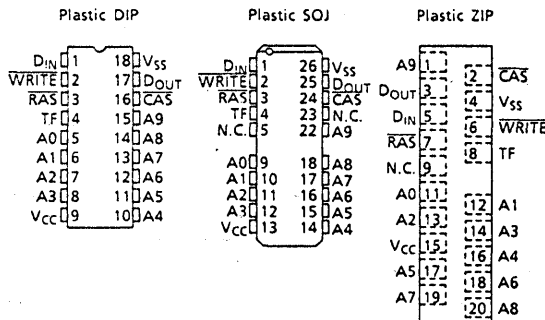 Plastic DIP
DIN 1 18 VSS
WRITE 2 17 DOUT
RAS 3 16 CAS
TF 4 15 A9
A0 5 14 A8
A1 6 13 A7
A2 7 12 A6
A3 8 11 A5
VCC 9 10 A4
Plastic SOJ
DIN 1 26 VSS
WRITE 2 25 DOUT
RAS 3 24 CAS
TF 4 23 N.C.
N.C. 5 22 A9
A0 9 18 A8
A1 10 17 A7
A2 11 16 A6
A3 12 15 A5
VCC 13 14 A4
Plastic ZIP
A9 1
2 CAS
DOUT 3
4 VSS
DIN 5
6 WRITE
RAS 7
8 TF
N.C. 9
A0 11
12 A1
A2 13
14 A3
VCC 15
16 A4
A5 17
18 A6
A7 19
20 A8